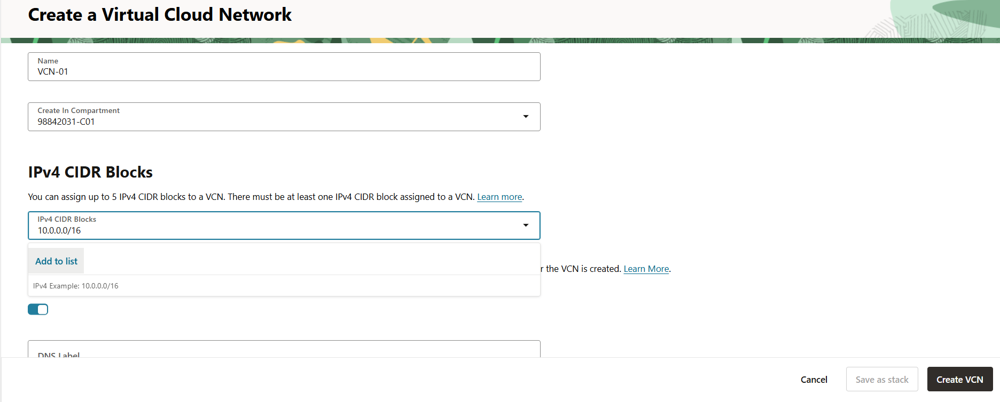 Create a Virtual Cloud Network
Name
VCN-01
Create In Compartment
98842031-C01
IPv4 CIDR Blocks
You can assign up to 5 IPv4 CIDR blocks to a VCN. There must be at least one IPv4 CIDR block assigned to a VCN. Learn more.
IPv4 CIDR Blocks
10.0.0.0/16
Add to list
r the VCN is created. Learn More.
IPv4 Example: 10.0.0.0/16
DNS Label
Cancel
Save as stack
Create VCN